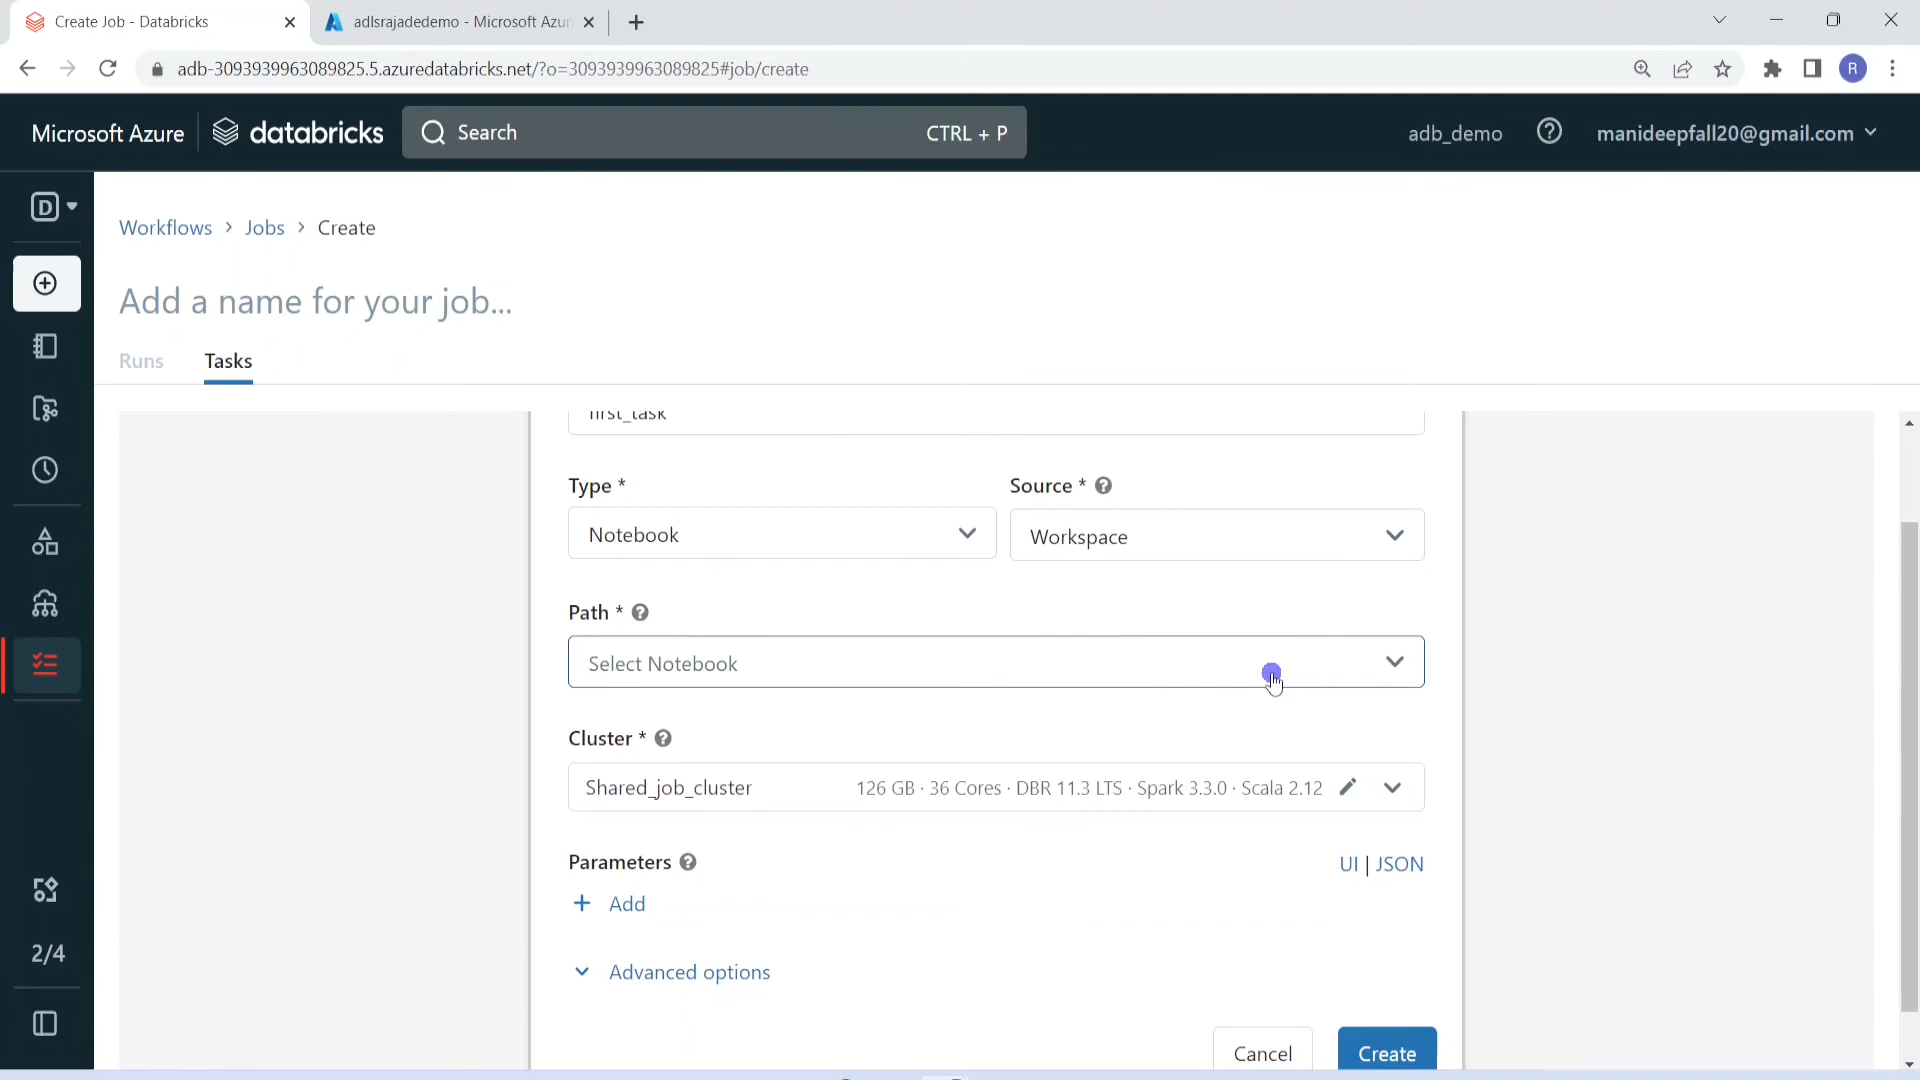 Create Job - Databricks
adlsrajadedemo - Microsoft Azu
adb-3093939963089825.5.azuredatabricks.net/?o=3093939963089825#job/create
R
Microsoft Azure
databricks
Search
CTRL + P
adb_demo
manideepfall20@gmail.com
D
Workflows > Jobs > Create
Add a name for your job...
Runs
Tasks
first_task
Type *
Source *
Notebook
Workspace
Path *
Select Notebook
Cluster *
Shared_job_cluster
126 GB · 36 Cores · DBR 11.3 LTS · Spark 3.3.0 · Scala 2.12
Parameters
UI | JSON
+ Add
Advanced options
2/4
Cancel
Create